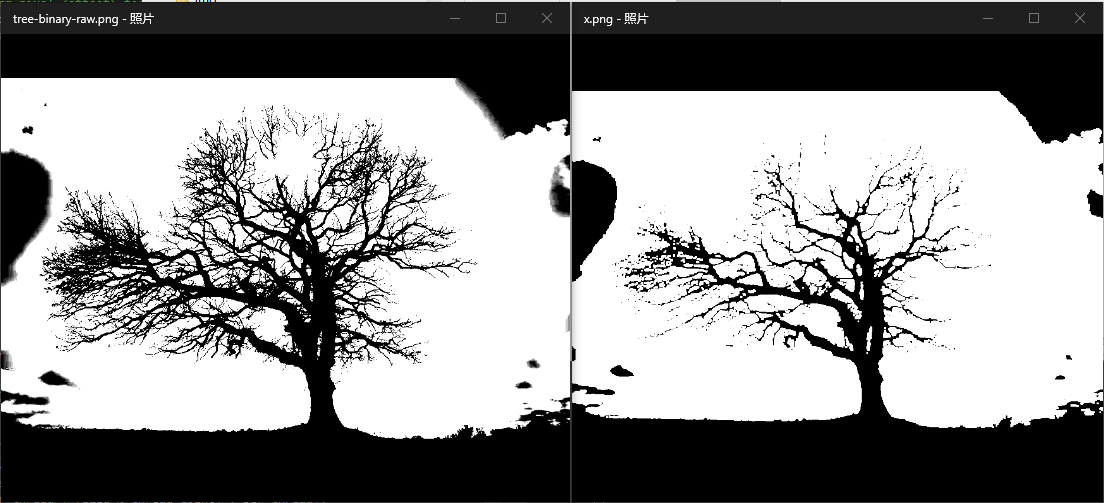 tree-binary-raw.png - 照片
x.png - 照片